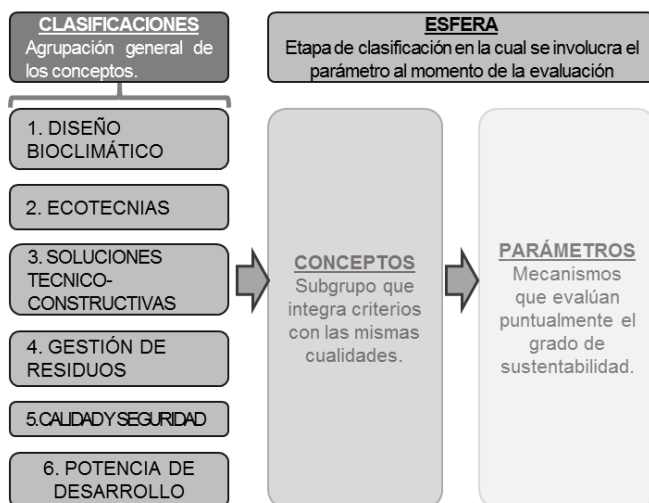 CLASIFICACIONES
Agrupación general de
los conceptos.
ESFERA
Etapa de clasificación en la cual se involucra el
parámetro al momento de la evaluación
1. DISEÑO
BIOCLIMÁTICO
2. ECOTECNIAS
3. SOLUCIONES
TECNICO-
CONSTRUCTIVAS
4. GESTIÓN DE
RESIDUOS
5.CALIDAD Y SEGURIDAD
6. POTENCIA DE
DESARROLLO
CONCEPTOS
Subgrupo que
integra criterios
con las mismas
cualidades.
PARÁMETROS
Mecanismos
que evalúan
puntualmente el
grado de
sustentabilidad.